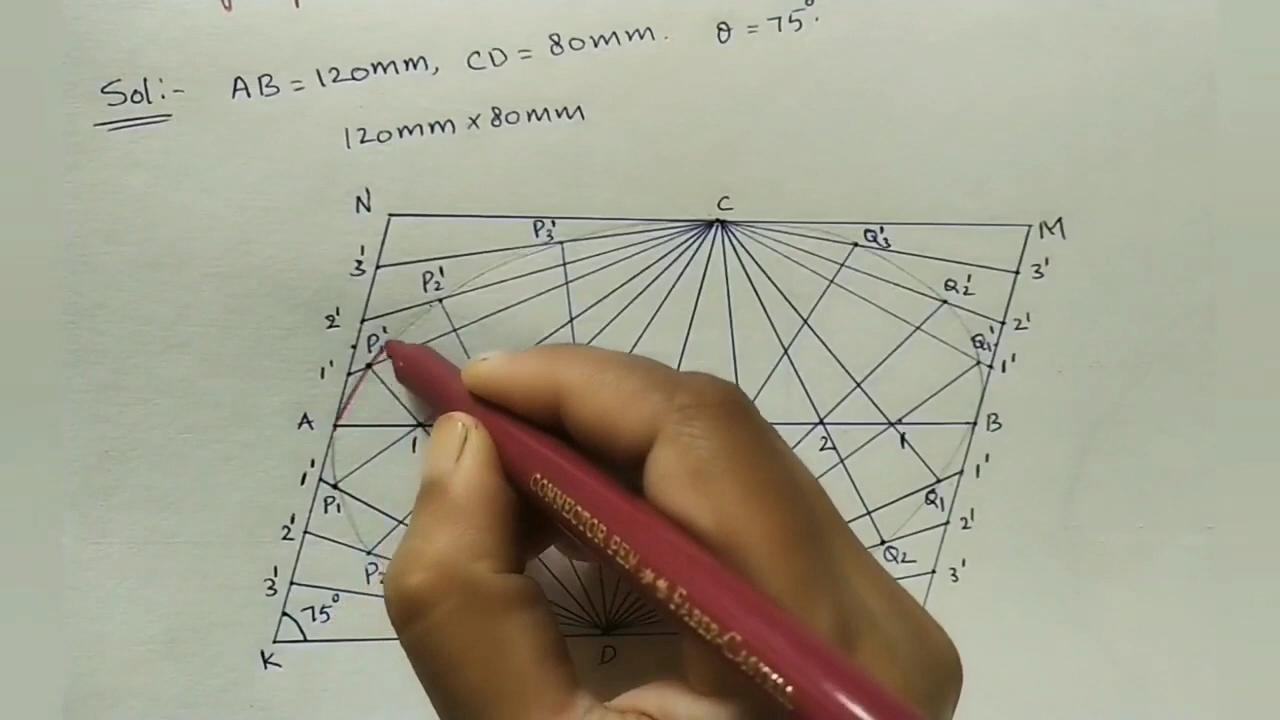 Sol:- AB = 120mm, CD = 80mm. θ = 75°.
120mm x 80mm
N C M
P3' Q3'
3' 3'
P2' Q2'
2' 2'
P1' Q1'
1' 1'
A B
1 2 1
1' 1'
P1 Q1
2' 2'
Q2
3' 3'
75°
K D
CONNECTOR PEN ★★ FABER-CASTELL